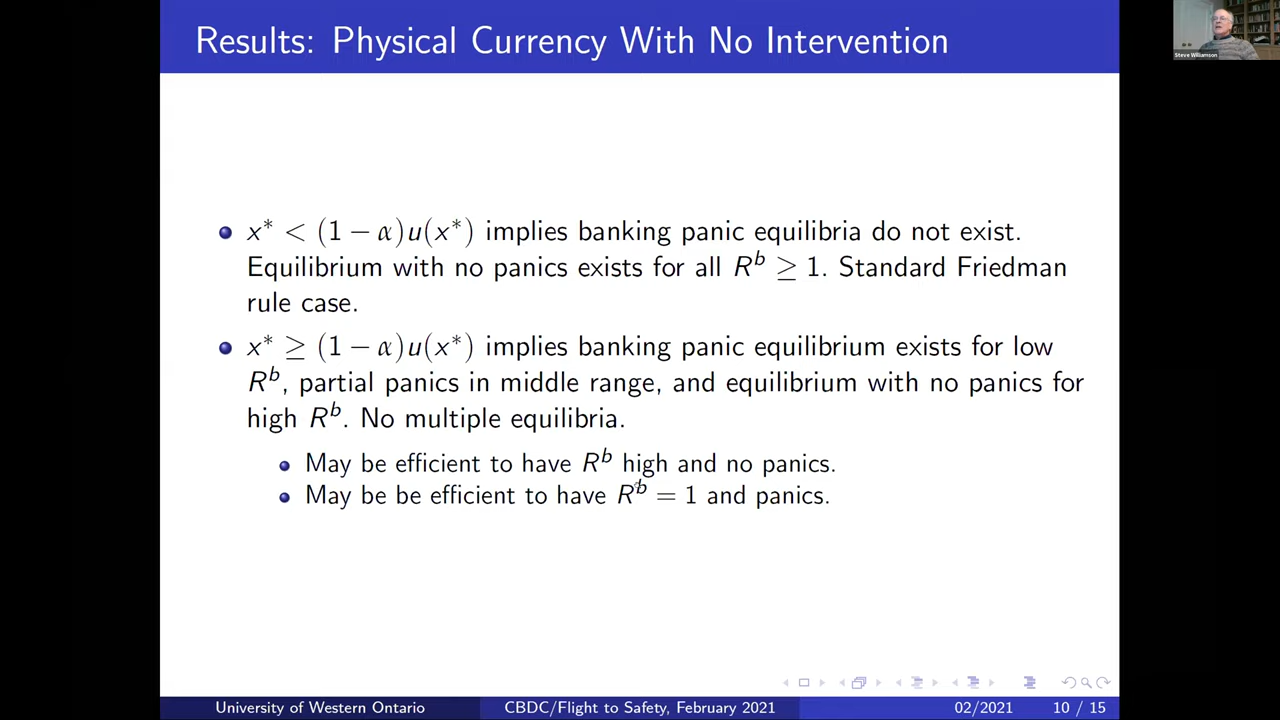 Results: Physical Currency With No Intervention
Steve Williamson
x* < (1 − α)u(x*) implies banking panic equilibria do not exist.
Equilibrium with no panics exists for all R^b ≥ 1. Standard Friedman
rule case.
x* ≥ (1 − α)u(x*) implies banking panic equilibrium exists for low
R^b, partial panics in middle range, and equilibrium with no panics for
high R^b. No multiple equilibria.
May be efficient to have R^b high and no panics.
May be be efficient to have R^b = 1 and panics.
University of Western Ontario CBDC/Flight to Safety, February 2021 02/2021 10 / 15